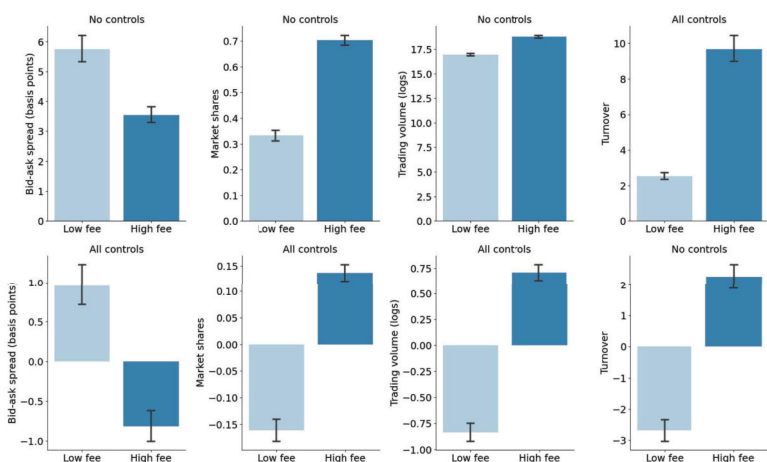 No controls
Bid-ask spread (basis points)
6
5
4
3
2
1
0
Low fee
High fee
No controls
Market shares
0.7
0.6
0.5
0.4
0.3
0.2
0.1
0.0
Low fee
High fee
No controls
Trading volume (logs)
17.5
15.0
12.5
10.0
7.5
5.0
2.5
0.0
Low fee
High fee
All controls
Turnover
10
8
6
4
2
0
Low fee
High fee
All controls
Bid-ask spread (basis points)
1.0
0.5
0.0
−0.5
−1.0
Low fee
High fee
All controls
Market shares
0.15
0.10
0.05
0.00
−0.05
−0.10
−0.15
Low fee
High fee
All controls
Trading volume (logs)
0.75
0.50
0.25
0.00
−0.25
−0.50
−0.75
−1.00
Low fee
High fee
No controls
Turnover
2
1
0
−1
−2
−3
Low fee
High fee